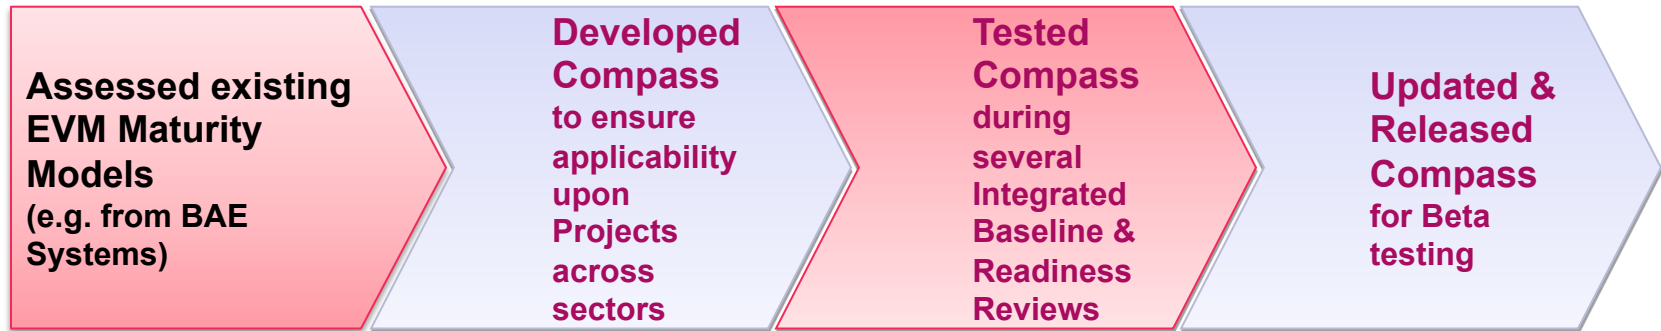 Assessed existing
EVM Maturity
Models
(e.g. from BAE
Systems)
Developed
Compass
to ensure
applicability
upon
Projects
across
sectors
Tested
Compass
during
several
Integrated
Baseline &
Readiness
Reviews
Updated &
Released
Compass
for Beta
testing